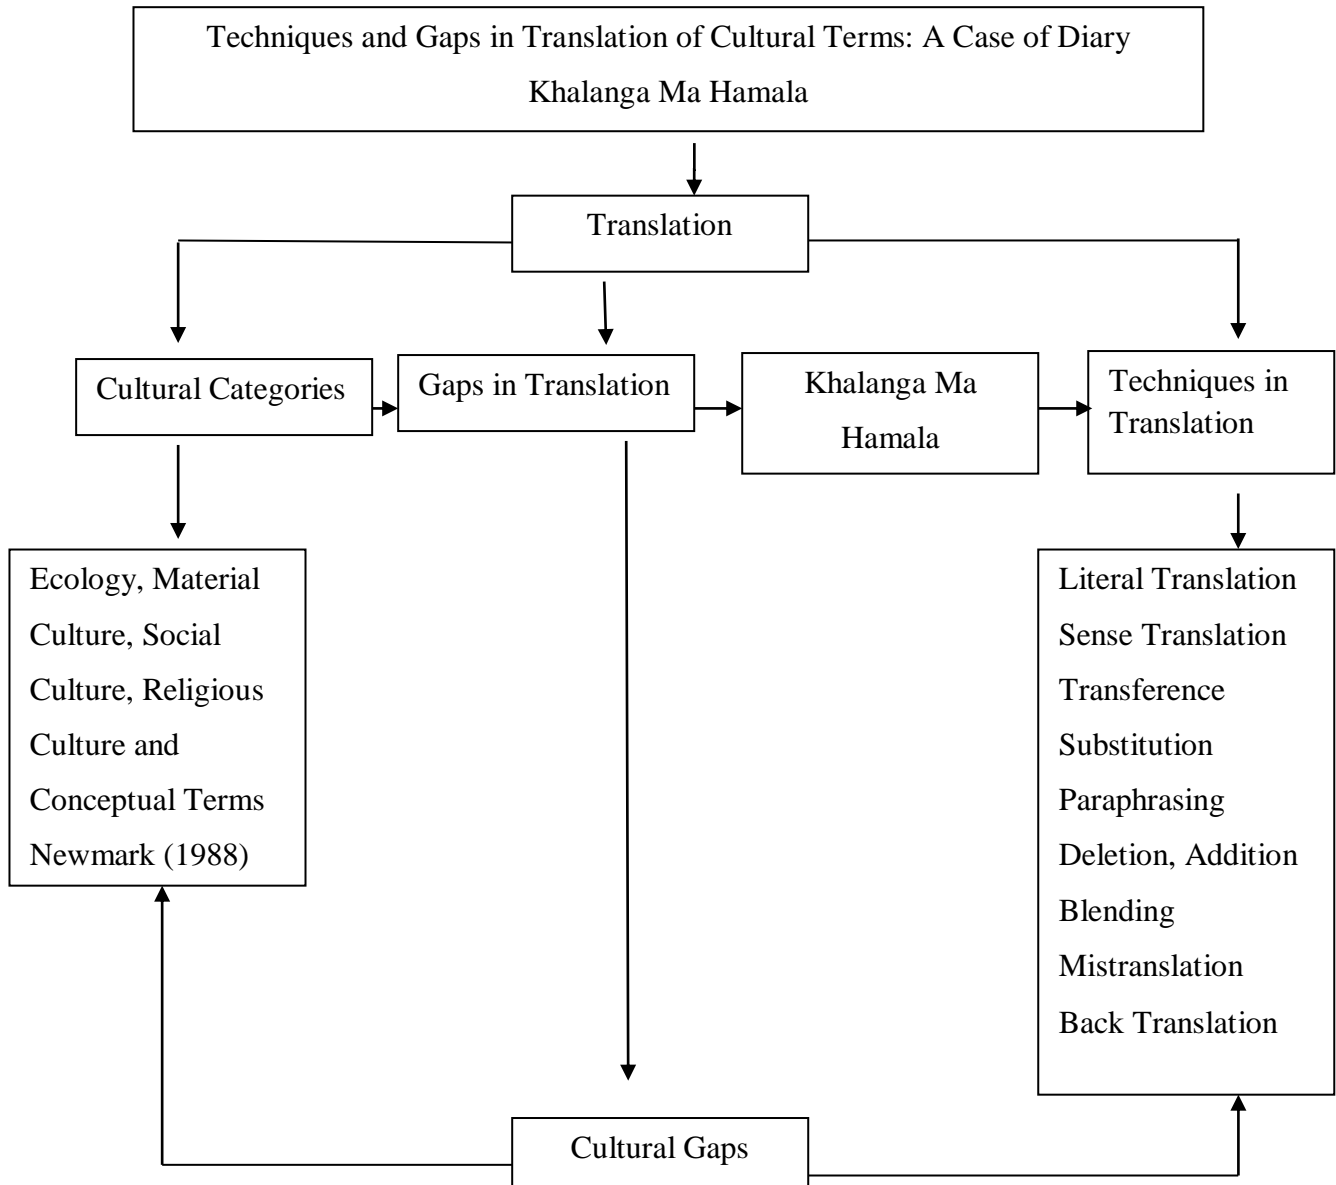 Techniques and Gaps in Translation of Cultural Terms: A Case of Diary
Khalanga Ma Hamala
Translation
Cultural Categories
Gaps in Translation
Khalanga Ma
Hamala
Techniques in
Translation
Ecology, Material
Culture, Social
Culture, Religious
Culture and
Conceptual Terms
Newmark (1988)
Literal Translation
Sense Translation
Transference
Substitution
Paraphrasing
Deletion, Addition
Blending
Mistranslation
Back Translation
Cultural Gaps